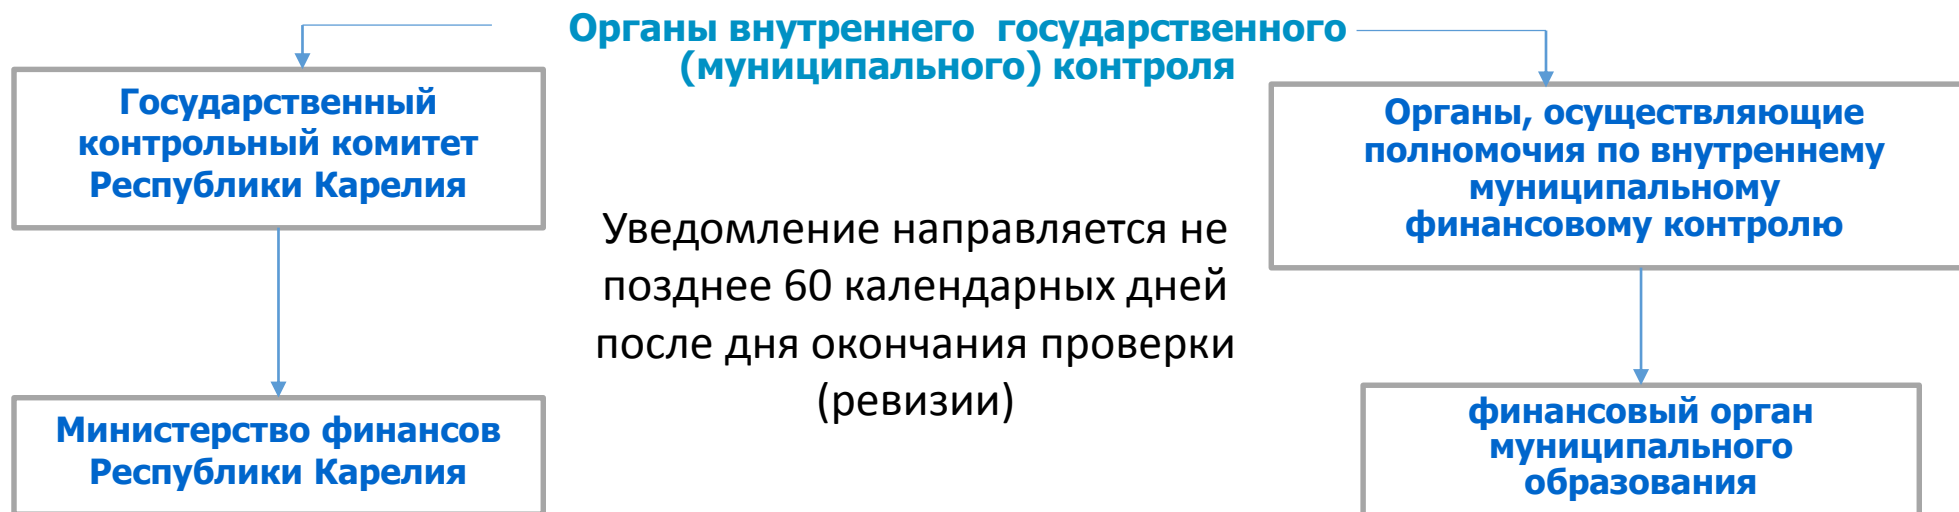 Органы внутреннего государственного
(муниципального) контроля
Государственный
контрольный комитет
Республики Карелия
Органы, осуществляющие
полномочия по внутреннему
муниципальному
финансовому контролю
Уведомление направляется не
позднее 60 календарных дней
после дня окончания проверки
(ревизии)
Министерство финансов
Республики Карелия
финансовый орган
муниципального
образования